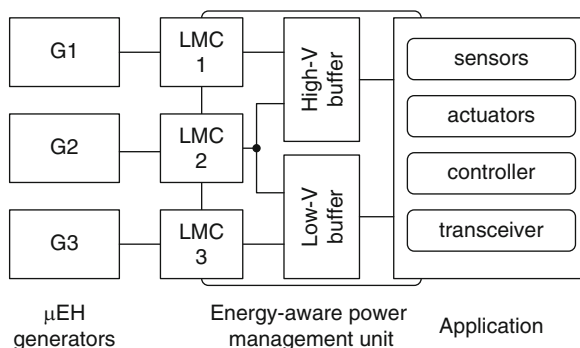 G1
LMC
1
High-V
buffer
sensors
actuators
G2
LMC
2
controller
Low-V
buffer
G3
LMC
3
transceiver
μEH
generators
Energy-aware power
management unit
Application